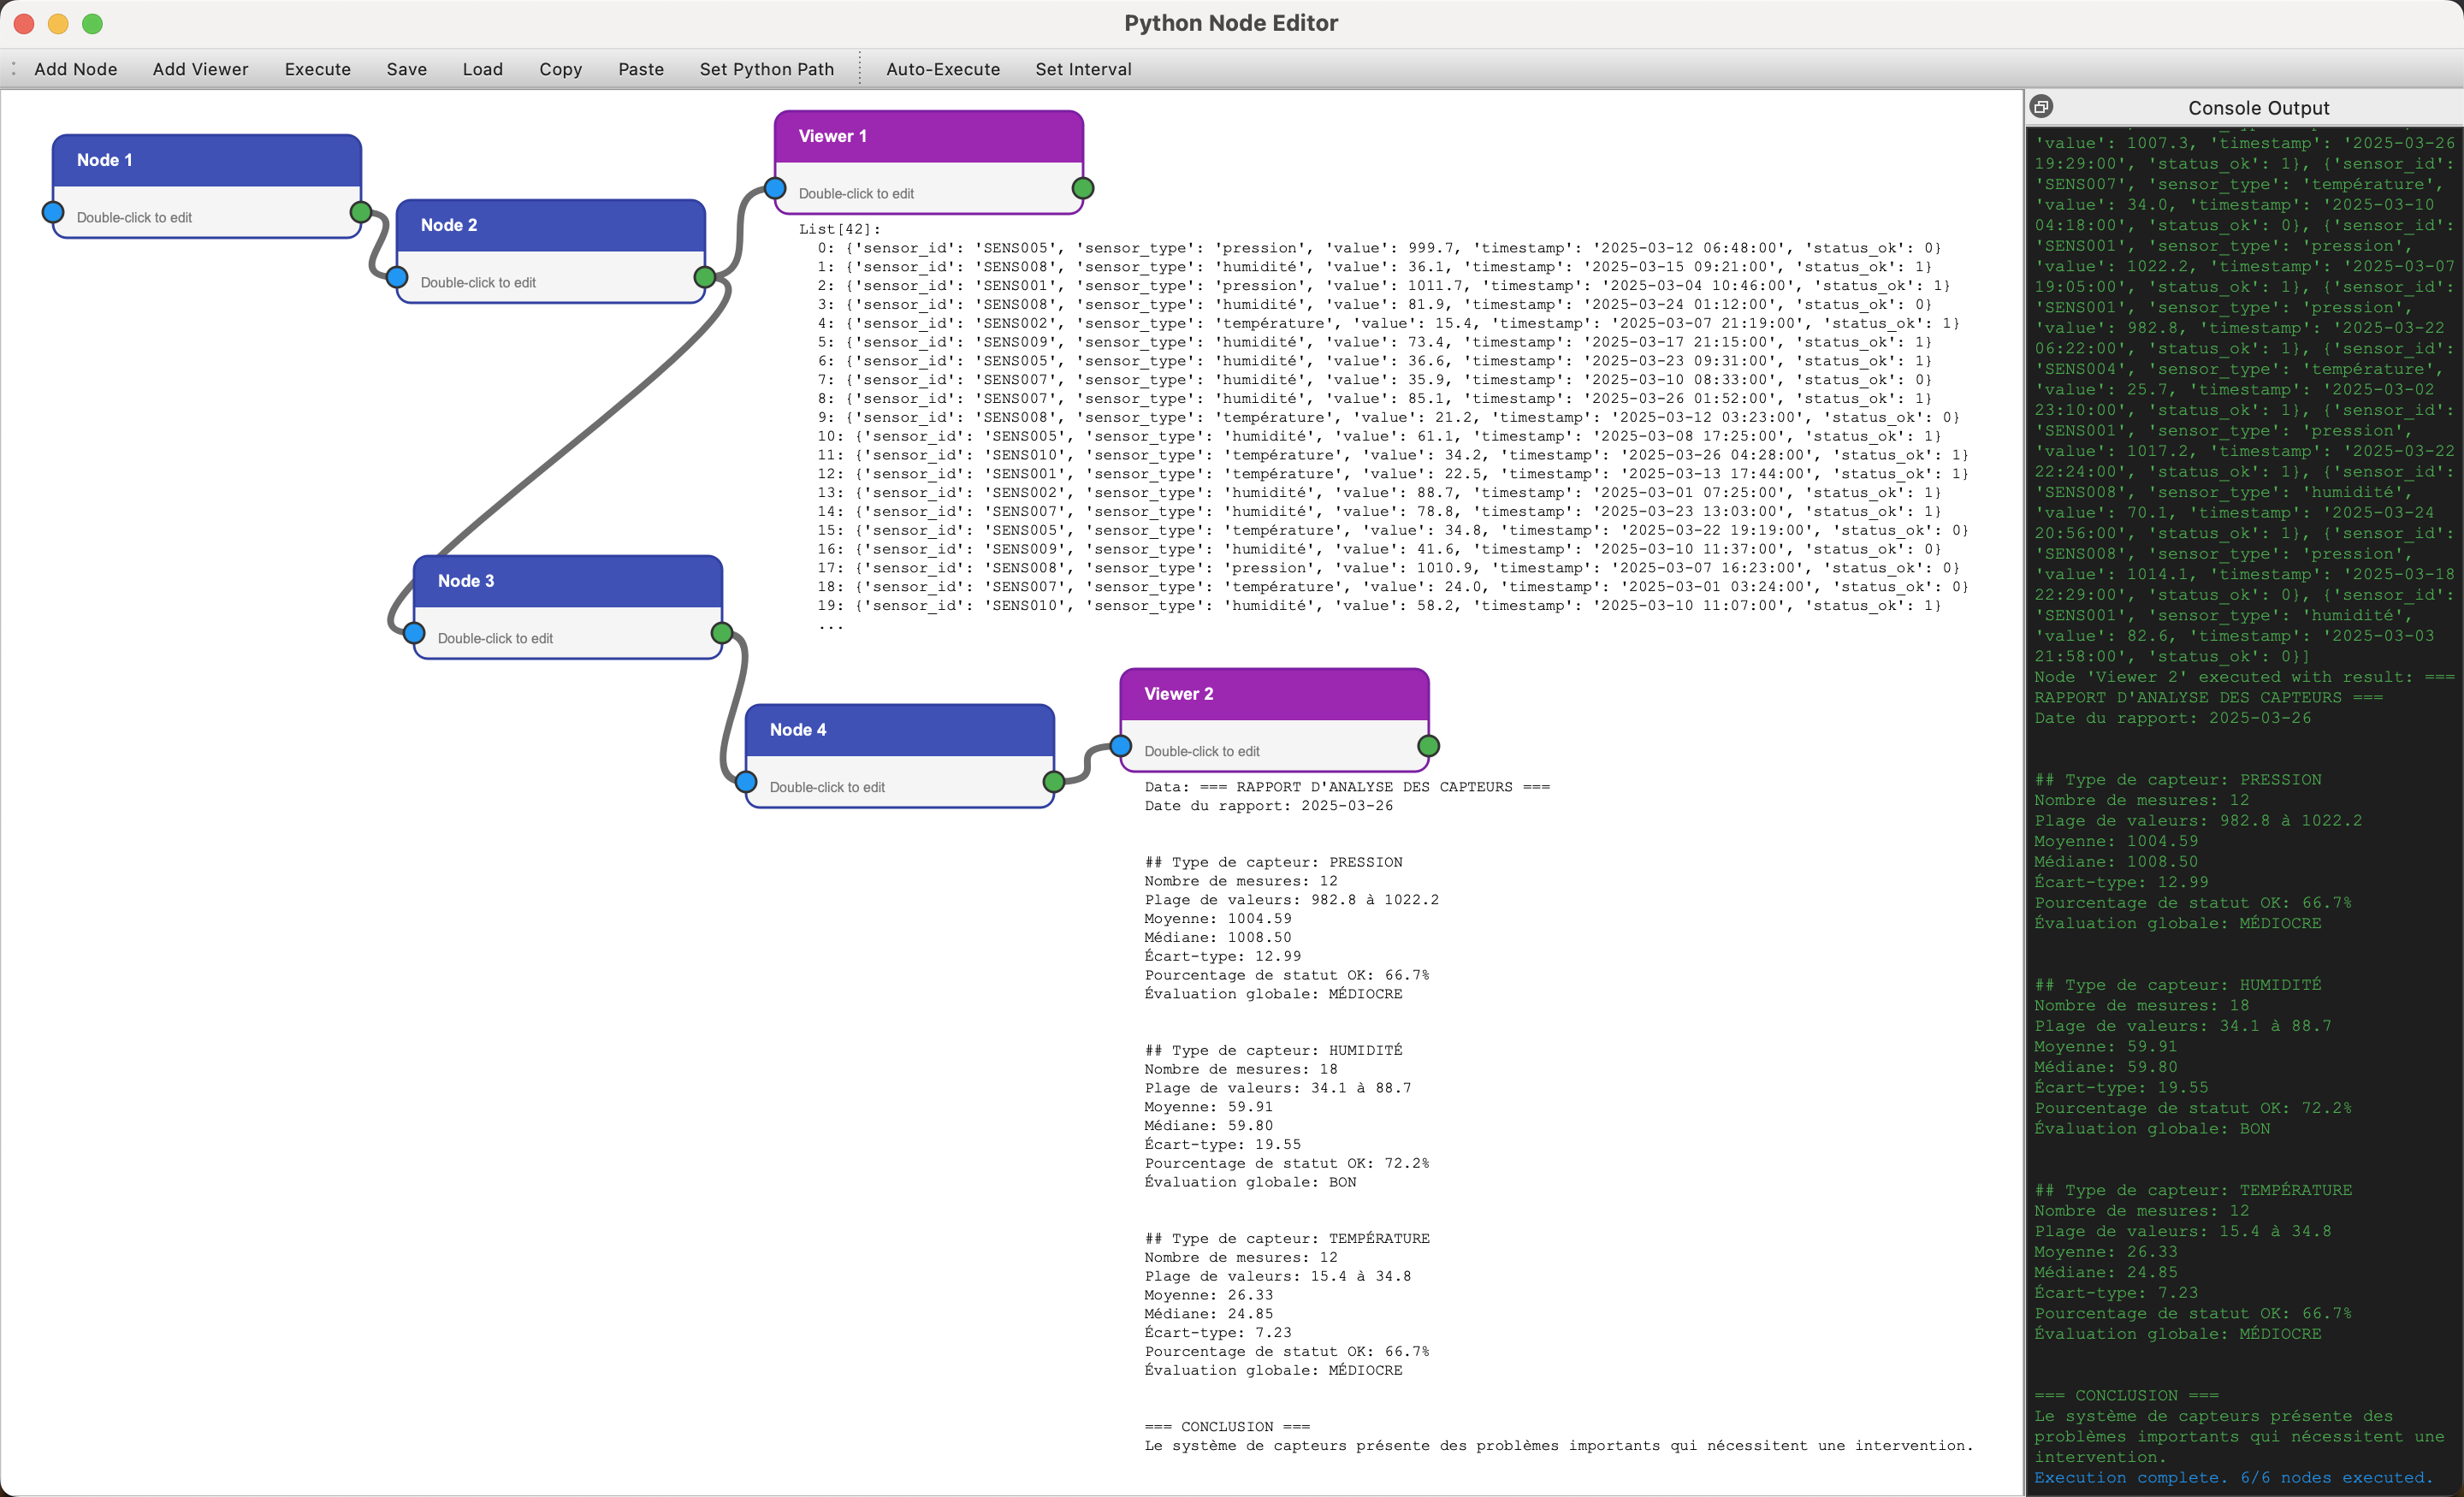 Python Node Editor
Add Node Add Viewer Execute Save Load Copy Paste Set Python Path Auto-Execute Set Interval
Node 1
Double-click to edit
Node 2
Double-click to edit
Viewer 1
Double-click to edit
List[42]:
0: {'sensor_id': 'SENS005', 'sensor_type': 'pression', 'value': 999.7, 'timestamp': '2025-03-12 06:48:00', 'status_ok': 0}
1: {'sensor_id': 'SENS008', 'sensor_type': 'humidité', 'value': 36.1, 'timestamp': '2025-03-15 09:21:00', 'status_ok': 1}
2: {'sensor_id': 'SENS001', 'sensor_type': 'pression', 'value': 1011.7, 'timestamp': '2025-03-04 10:46:00', 'status_ok': 1}
3: {'sensor_id': 'SENS008', 'sensor_type': 'humidité', 'value': 81.9, 'timestamp': '2025-03-24 01:12:00', 'status_ok': 0}
4: {'sensor_id': 'SENS002', 'sensor_type': 'température', 'value': 15.4, 'timestamp': '2025-03-07 21:19:00', 'status_ok': 1}
5: {'sensor_id': 'SENS009', 'sensor_type': 'humidité', 'value': 73.4, 'timestamp': '2025-03-17 21:15:00', 'status_ok': 1}
6: {'sensor_id': 'SENS005', 'sensor_type': 'humidité', 'value': 36.6, 'timestamp': '2025-03-23 09:31:00', 'status_ok': 1}
7: {'sensor_id': 'SENS007', 'sensor_type': 'humidité', 'value': 35.9, 'timestamp': '2025-03-10 08:33:00', 'status_ok': 0}
8: {'sensor_id': 'SENS007', 'sensor_type': 'humidité', 'value': 85.1, 'timestamp': '2025-03-26 01:52:00', 'status_ok': 1}
9: {'sensor_id': 'SENS008', 'sensor_type': 'température', 'value': 21.2, 'timestamp': '2025-03-12 03:23:00', 'status_ok': 0}
10: {'sensor_id': 'SENS005', 'sensor_type': 'humidité', 'value': 61.1, 'timestamp': '2025-03-08 17:25:00', 'status_ok': 1}
11: {'sensor_id': 'SENS010', 'sensor_type': 'température', 'value': 34.2, 'timestamp': '2025-03-26 04:28:00', 'status_ok': 1}
12: {'sensor_id': 'SENS001', 'sensor_type': 'température', 'value': 22.5, 'timestamp': '2025-03-13 17:44:00', 'status_ok': 1}
13: {'sensor_id': 'SENS002', 'sensor_type': 'humidité', 'value': 88.7, 'timestamp': '2025-03-01 07:25:00', 'status_ok': 1}
14: {'sensor_id': 'SENS007', 'sensor_type': 'humidité', 'value': 78.8, 'timestamp': '2025-03-23 13:03:00', 'status_ok': 1}
15: {'sensor_id': 'SENS005', 'sensor_type': 'température', 'value': 34.8, 'timestamp': '2025-03-22 19:19:00', 'status_ok': 0}
16: {'sensor_id': 'SENS009', 'sensor_type': 'humidité', 'value': 41.6, 'timestamp': '2025-03-10 11:37:00', 'status_ok': 0}
17: {'sensor_id': 'SENS008', 'sensor_type': 'pression', 'value': 1010.9, 'timestamp': '2025-03-07 16:23:00', 'status_ok': 0}
18: {'sensor_id': 'SENS007', 'sensor_type': 'température', 'value': 24.0, 'timestamp': '2025-03-01 03:24:00', 'status_ok': 0}
19: {'sensor_id': 'SENS010', 'sensor_type': 'humidité', 'value': 58.2, 'timestamp': '2025-03-10 11:07:00', 'status_ok': 1}
...
Node 3
Double-click to edit
Node 4
Double-click to edit
Viewer 2
Double-click to edit
Data: === RAPPORT D'ANALYSE DES CAPTEURS ===
Date du rapport: 2025-03-26
## Type de capteur: PRESSION
Nombre de mesures: 12
Plage de valeurs: 982.8 à 1022.2
Moyenne: 1004.59
Médiane: 1008.50
Écart-type: 12.99
Pourcentage de statut OK: 66.7%
Évaluation globale: MÉDIOCRE
## Type de capteur: HUMIDITÉ
Nombre de mesures: 18
Plage de valeurs: 34.1 à 88.7
Moyenne: 59.91
Médiane: 59.80
Écart-type: 19.55
Pourcentage de statut OK: 72.2%
Évaluation globale: BON
## Type de capteur: TEMPÉRATURE
Nombre de mesures: 12
Plage de valeurs: 15.4 à 34.8
Moyenne: 26.33
Médiane: 24.85
Écart-type: 7.23
Pourcentage de statut OK: 66.7%
Évaluation globale: MÉDIOCRE
=== CONCLUSION ===
Le système de capteurs présente des problèmes importants qui nécessitent une intervention.
Console Output
'value': 1007.3, 'timestamp': '2025-03-26
19:29:00', 'status_ok': 1}, {'sensor_id':
'SENS007', 'sensor_type': 'température',
'value': 34.0, 'timestamp': '2025-03-10
04:18:00', 'status_ok': 0}, {'sensor_id':
'SENS001', 'sensor_type': 'pression',
'value': 1022.2, 'timestamp': '2025-03-07
19:05:00', 'status_ok': 1}, {'sensor_id':
'SENS001', 'sensor_type': 'pression',
'value': 982.8, 'timestamp': '2025-03-22
06:22:00', 'status_ok': 1}, {'sensor_id':
'SENS004', 'sensor_type': 'température',
'value': 25.7, 'timestamp': '2025-03-02
23:10:00', 'status_ok': 1}, {'sensor_id':
'SENS001', 'sensor_type': 'pression',
'value': 1017.2, 'timestamp': '2025-03-22
22:24:00', 'status_ok': 1}, {'sensor_id':
'SENS008', 'sensor_type': 'humidité',
'value': 70.1, 'timestamp': '2025-03-24
20:56:00', 'status_ok': 1}, {'sensor_id':
'SENS008', 'sensor_type': 'pression',
'value': 1014.1, 'timestamp': '2025-03-18
22:29:00', 'status_ok': 0}, {'sensor_id':
'SENS001', 'sensor_type': 'humidité',
'value': 82.6, 'timestamp': '2025-03-03
21:58:00', 'status_ok': 0}]
Node 'Viewer 2' executed with result: ===
RAPPORT D'ANALYSE DES CAPTEURS ===
Date du rapport: 2025-03-26
## Type de capteur: PRESSION
Nombre de mesures: 12
Plage de valeurs: 982.8 à 1022.2
Moyenne: 1004.59
Médiane: 1008.50
Écart-type: 12.99
Pourcentage de statut OK: 66.7%
Évaluation globale: MÉDIOCRE
## Type de capteur: HUMIDITÉ
Nombre de mesures: 18
Plage de valeurs: 34.1 à 88.7
Moyenne: 59.91
Médiane: 59.80
Écart-type: 19.55
Pourcentage de statut OK: 72.2%
Évaluation globale: BON
## Type de capteur: TEMPÉRATURE
Nombre de mesures: 12
Plage de valeurs: 15.4 à 34.8
Moyenne: 26.33
Médiane: 24.85
Écart-type: 7.23
Pourcentage de statut OK: 66.7%
Évaluation globale: MÉDIOCRE
=== CONCLUSION ===
Le système de capteurs présente des
problèmes importants qui nécessitent une
intervention.
Execution complete. 6/6 nodes executed.